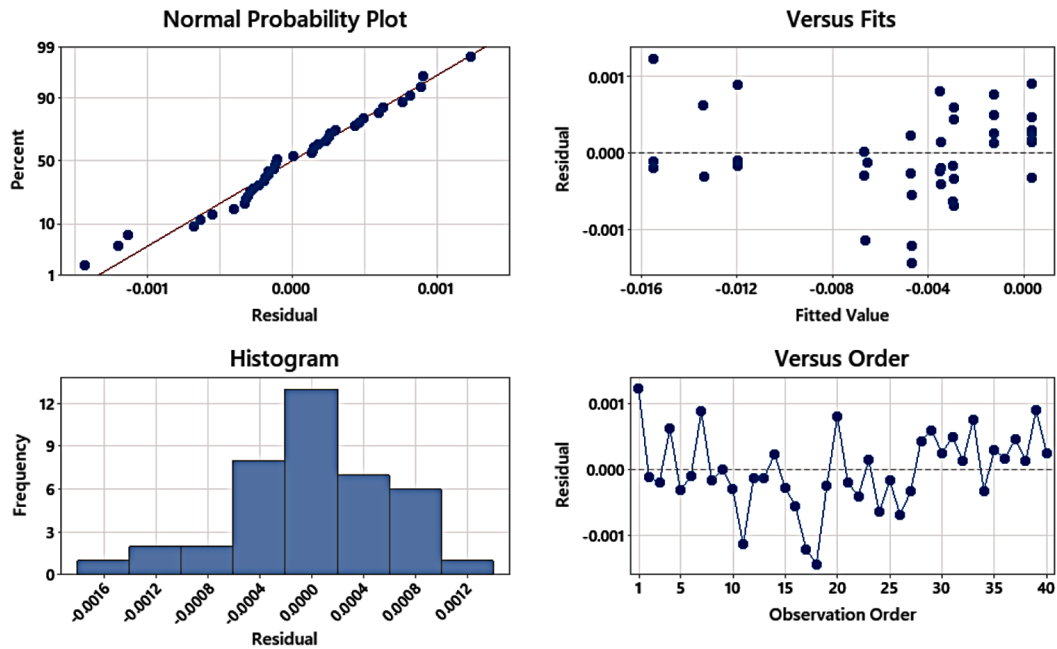 Normal Probability Plot
99
90
50
10
1
Percent
-0.001
0.000
0.001
Residual
Versus Fits
0.001
0.000
-0.001
Residual
-0.016
-0.012
-0.008
-0.004
0.000
Fitted Value
Histogram
12
9
6
3
0
Frequency
-0.0016
-0.0012
-0.0008
-0.0004
0.0000
0.0004
0.0008
0.0012
Residual
Versus Order
0.001
0.000
-0.001
Residual
1 5 10 15 20 25 30 35 40
Observation Order